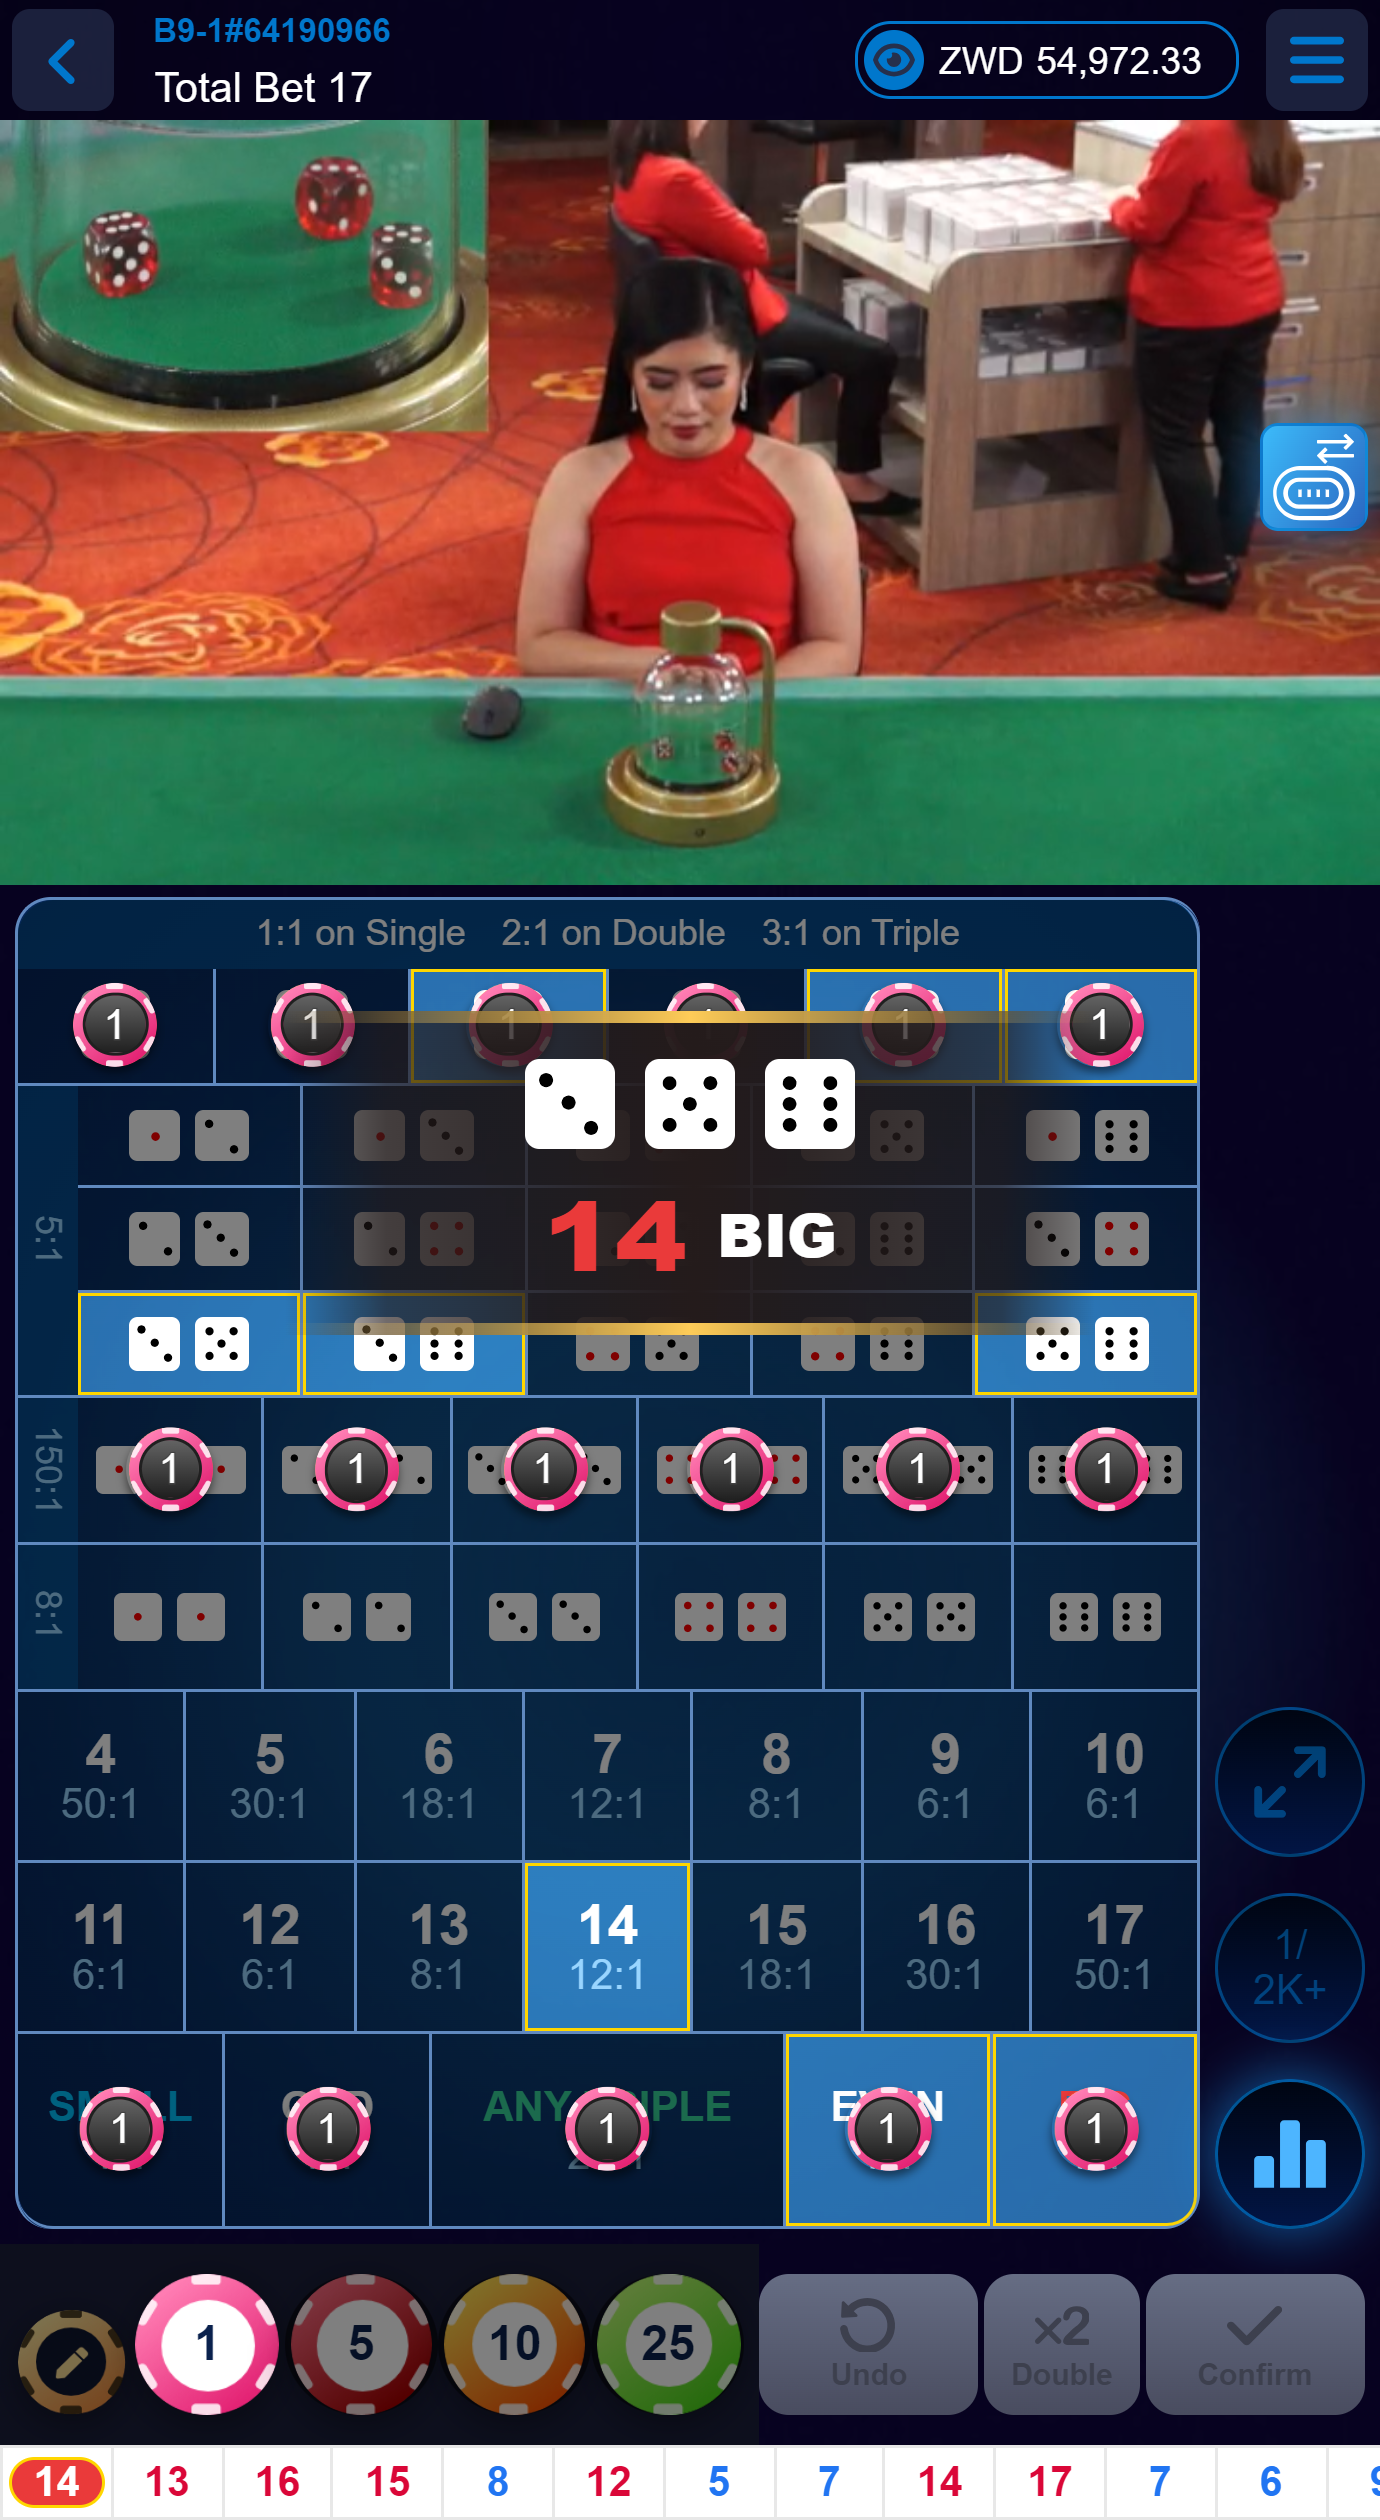 B9-1#64190966
Total Bet 17
ZWD 54,972.33
1:1 on Single 2:1 on Double 3:1 on Triple
1 1 1 1 1 1
14 BIG
5:1
150:1
1 1 1 1 1 1
8:1
4 5 6 7 8 9 10
50:1 30:1 18:1 12:1 8:1 6:1 6:1
11 12 13 14 15 16 17
6:1 6:1 8:1 12:1 18:1 30:1 50:1
1/
2K+
1 1 1 1 1
1 5 10 25
Undo
x2
Double
Confirm
14 13 16 15 8 12 5 7 14 17 7 6